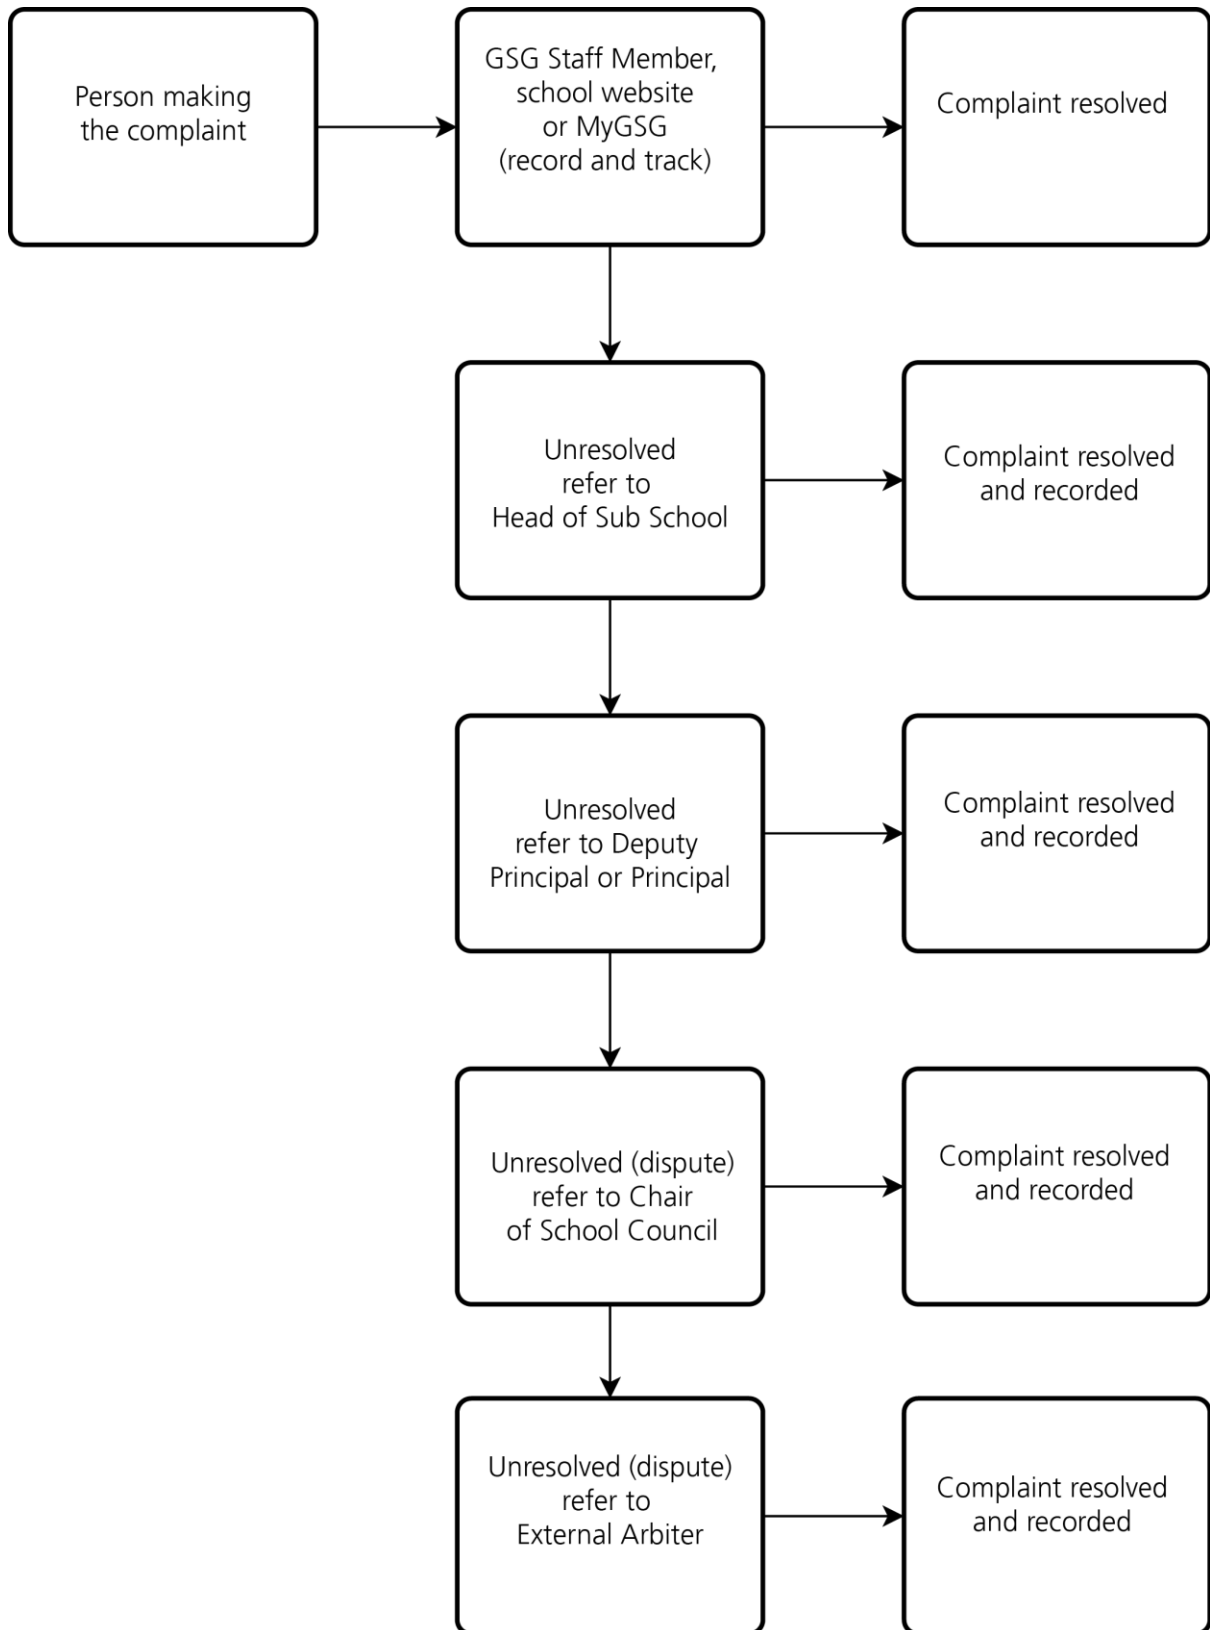 Person making
the complaint
GSG Staff Member,
school website
or MyGSG
(record and track)
Complaint resolved
Unresolved
refer to
Head of Sub School
Complaint resolved
and recorded
Unresolved
refer to Deputy
Principal or Principal
Complaint resolved
and recorded
Unresolved (dispute)
refer to Chair
of School Council
Complaint resolved
and recorded
Unresolved (dispute)
refer to
External Arbiter
Complaint resolved
and recorded